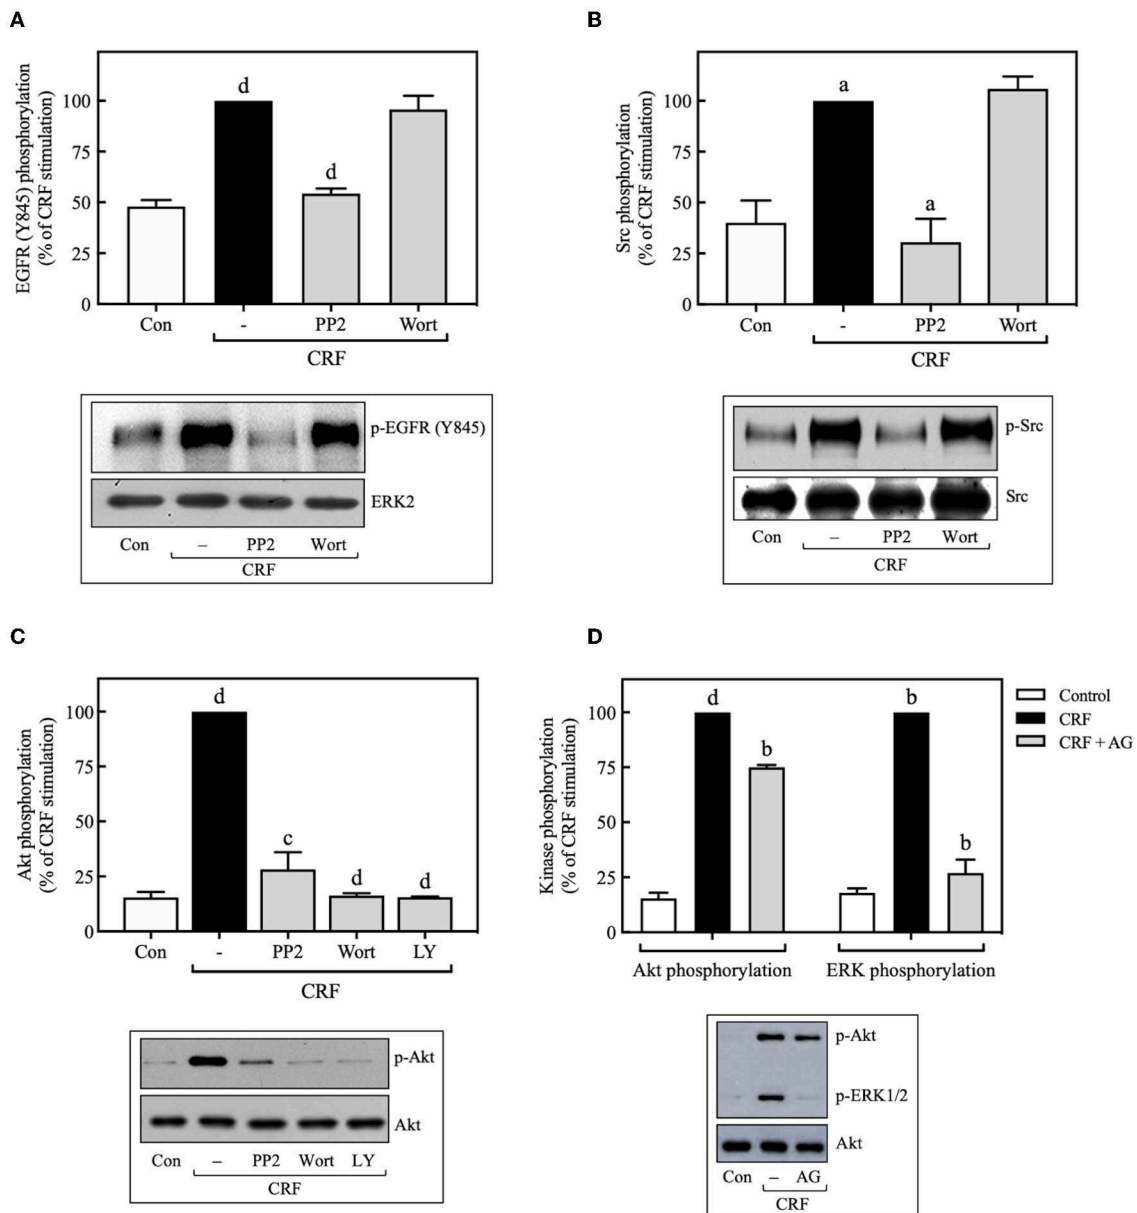 A
EGFR (Y845) phosphorylation
(% of CRF stimulation)
100
75
50
25
0
d
d
Con
-
PP2
Wort
CRF
p-EGFR (Y845)
ERK2
Con
–
PP2
Wort
CRF
B
Src phosphorylation
(% of CRF stimulation)
100
75
50
25
0
a
a
Con
-
PP2
Wort
CRF
p-Src
Src
Con
–
PP2
Wort
CRF
C
Akt phosphorylation
(% of CRF stimulation)
100
75
50
25
0
d
c
d
d
Con
-
PP2
Wort
LY
CRF
p-Akt
Akt
Con
–
PP2
Wort
LY
CRF
D
Kinase phosphorylation
(% of CRF stimulation)
100
75
50
25
0
d
b
b
b
Control
CRF
CRF + AG
Akt phosphorylation
ERK phosphorylation
p-Akt
p-ERK1/2
Akt
Con
–
AG
CRF